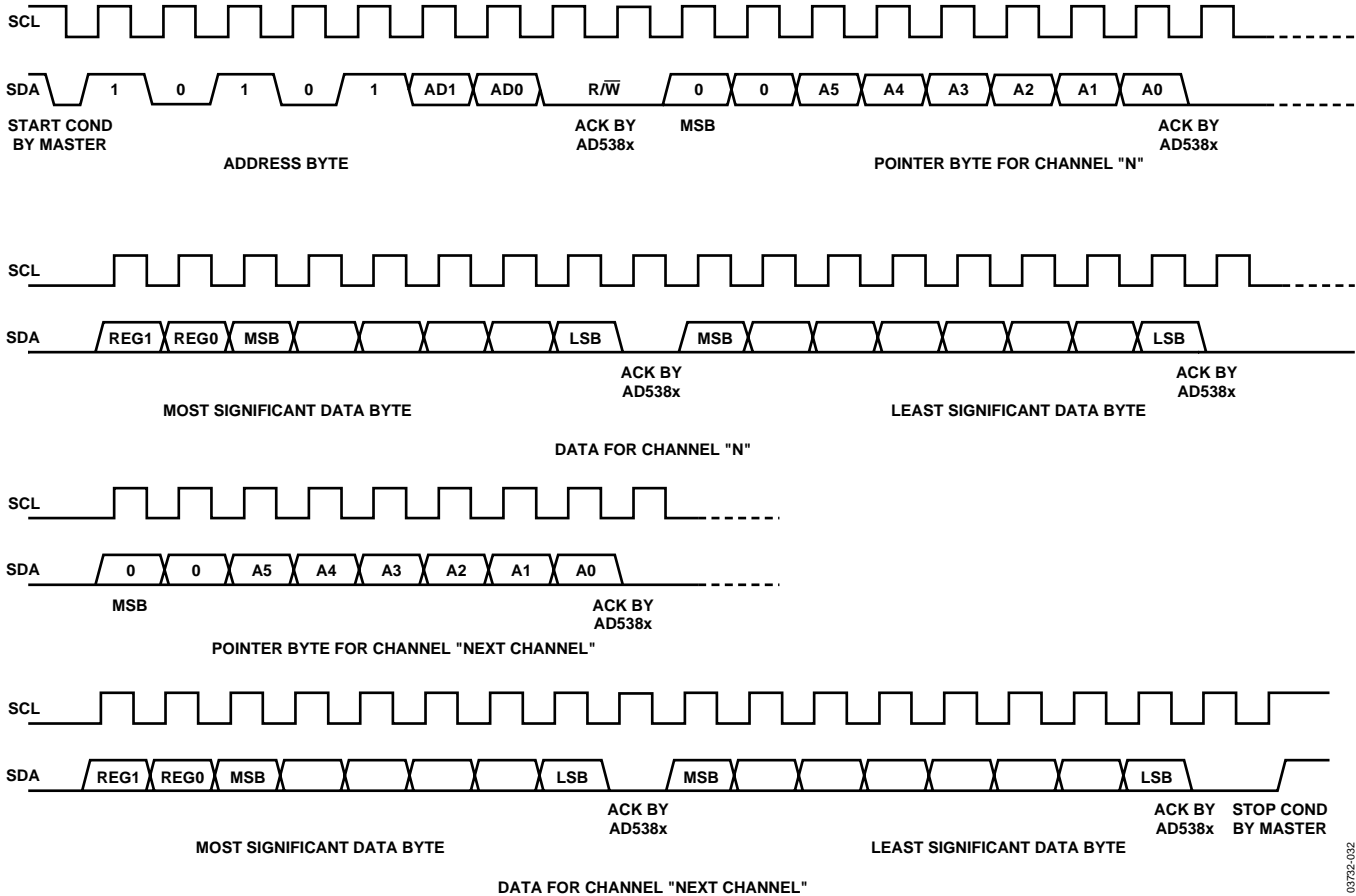 SCL
SDA 1 0 1 0 1 AD1 AD0 R/W̅ 0 0 A5 A4 A3 A2 A1 A0
START COND BY MASTER
ACK BY AD538x
MSB
ACK BY AD538x
ADDRESS BYTE
POINTER BYTE FOR CHANNEL "N"
SCL
SDA REG1 REG0 MSB LSB MSB LSB
ACK BY AD538x
ACK BY AD538x
MOST SIGNIFICANT DATA BYTE
LEAST SIGNIFICANT DATA BYTE
DATA FOR CHANNEL "N"
SCL
SDA 0 0 A5 A4 A3 A2 A1 A0
MSB
ACK BY AD538x
POINTER BYTE FOR CHANNEL "NEXT CHANNEL"
SCL
SDA REG1 REG0 MSB LSB MSB LSB
ACK BY AD538x
ACK BY AD538x
STOP COND BY MASTER
MOST SIGNIFICANT DATA BYTE
LEAST SIGNIFICANT DATA BYTE
DATA FOR CHANNEL "NEXT CHANNEL"
03732-032